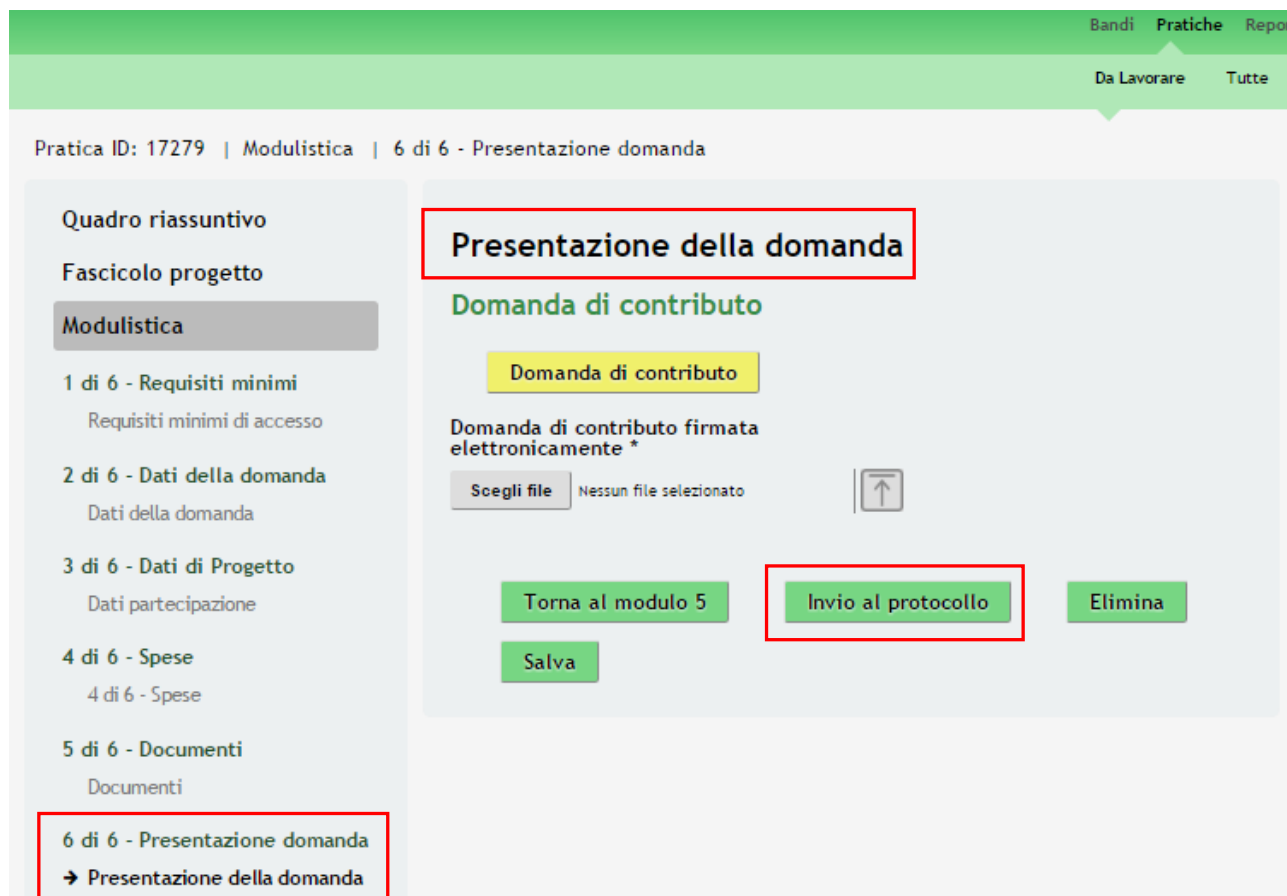 Bandi Pratiche Repo
Da Lavorare Tutte
Pratica ID: 17279 | Modulistica | 6 di 6 - Presentazione domanda
Quadro riassuntivo
Fascicolo progetto
Modulistica
1 di 6 - Requisiti minimi
Requisiti minimi di accesso
2 di 6 - Dati della domanda
Dati della domanda
3 di 6 - Dati di Progetto
Dati partecipazione
4 di 6 - Spese
4 di 6 - Spese
5 di 6 - Documenti
Documenti
6 di 6 - Presentazione domanda
➔ Presentazione della domanda
Presentazione della domanda
Domanda di contributo
Domanda di contributo
Domanda di contributo firmata
elettronicamente *
Scegli file Nessun file selezionato
Torna al modulo 5 Invio al protocollo Elimina
Salva